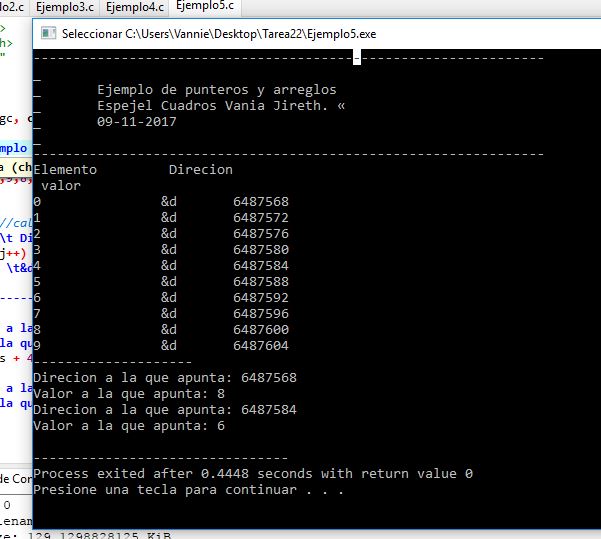 lo2.c Ejemplo3.c Ejemplo4.c Ejemplo5.c
Seleccionar C:\Users\Vannie\Desktop\Tarea22\Ejemplo5.exe
Ejemplo de punteros y arreglos
Espejel Cuadros Vania Jireth. «
09-11-2017
Elemento Direcion
valor
0 &d 6487568
1 &d 6487572
2 &d 6487576
3 &d 6487580
4 &d 6487584
5 &d 6487588
6 &d 6487592
7 &d 6487596
8 &d 6487600
9 &d 6487604
--------------------
Direcion a la que apunta: 6487568
Valor a la que apunta: 8
Direcion a la que apunta: 6487584
Valor a la que apunta: 6
--------------------------------
Process exited after 0.4448 seconds with return value 0
Presione una tecla para continuar . . .
h>
"
gc, c
mplo
a (ch
//cal
\t Di
j++)
\t&d
a la
la qu
s + 4
a la
la qu
de Cor
0
lenam
ze: 129.1298828125 KiB